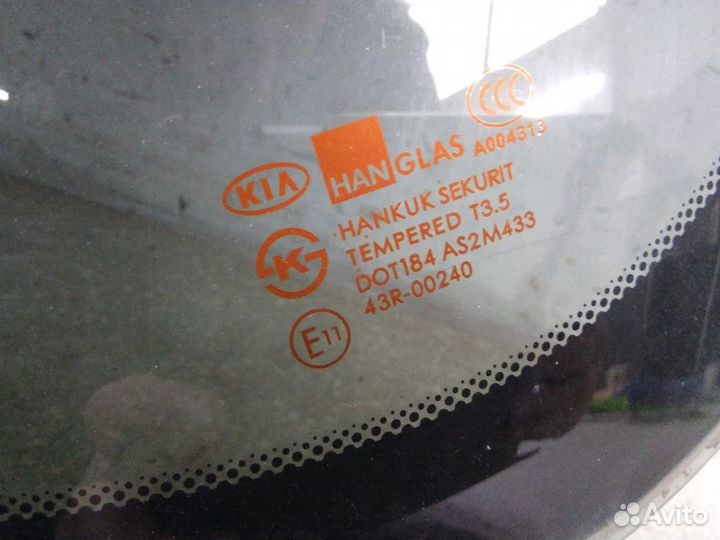 CCC
A004313
KIA
HANGLAS
HANKUK SEKURIT
TEMPERED T3.5
DOT184 AS2M433
43R-00240
K
E11
Avito